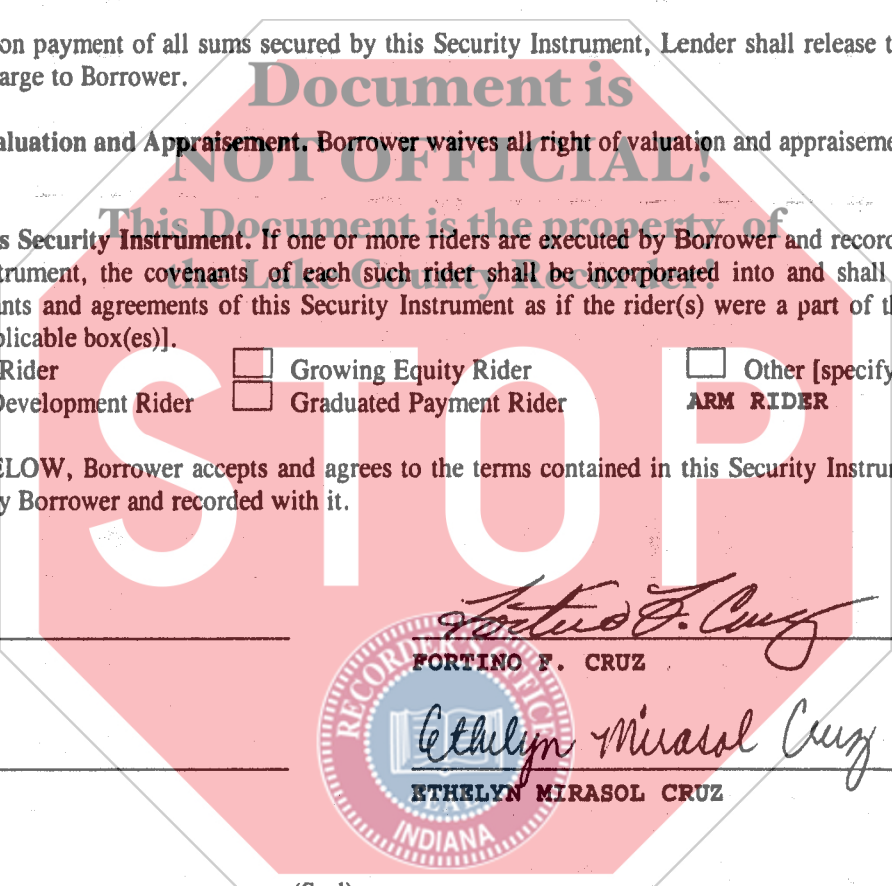 on payment of all sums secured by this Security Instrument, Lender shall release t
arge to Borrower.
Document is
aluation and Appraisement. Borrower waives all right of valuation and appraiseme
NOT OFFICIAL!
This Document is the property of
s Security Instrument. If one or more riders are executed by Borrower and record
the Lake County Recorder!
trument, the covenants of each such rider shall be incorporated into and shall
nts and agreements of this Security Instrument as if the rider(s) were a part of t
plicable box(es)].
Rider Growing Equity Rider Other [specify
Development Rider Graduated Payment Rider ARM RIDER
STOP
ELOW, Borrower accepts and agrees to the terms contained in this Security Instru
y Borrower and recorded with it.
Fortino F. Cruz
FORTINO F. CRUZ
RECORDER'S OFFICE
Ethelyn Mirasol Cruz
ETHELYN MIRASOL CRUZ
SEAL
INDIANA